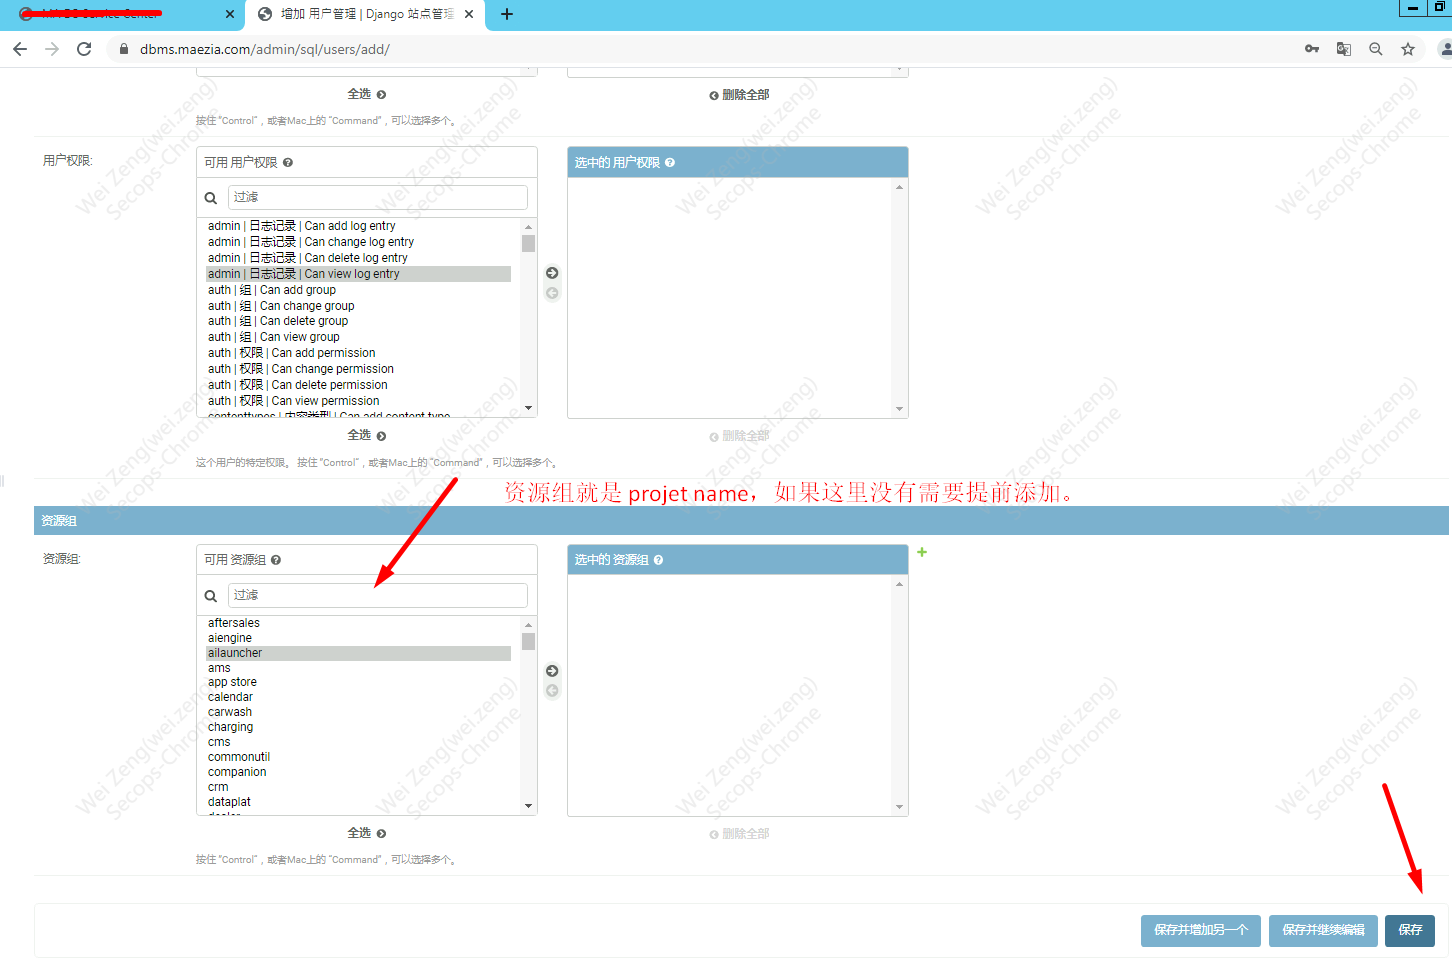 增加 用户管理 | Django 站点管理
dbms.maezia.com/admin/sql/users/add/
全选
删除全部
按住 “Control”，或者Mac上的 “Command”，可以选择多个。
用户权限:
可用 用户权限
选中的 用户权限
过滤
admin | 日志记录 | Can add log entry
admin | 日志记录 | Can change log entry
admin | 日志记录 | Can delete log entry
admin | 日志记录 | Can view log entry
auth | 组 | Can add group
auth | 组 | Can change group
auth | 组 | Can delete group
auth | 组 | Can view group
auth | 权限 | Can add permission
auth | 权限 | Can change permission
auth | 权限 | Can delete permission
auth | 权限 | Can view permission
contenttypes | 内容类型 | Can add content type
全选
删除全部
这个用户的特定权限。 按住 “Control”，或者Mac上的 “Command”，可以选择多个。
资源组就是 projet name，如果这里没有需要提前添加。
资源组
资源组:
可用 资源组
选中的 资源组
过滤
aftersales
aiengine
ailauncher
ams
app store
calendar
carwash
charging
cms
commonutil
companion
crm
dataplat
dealer
全选
删除全部
按住 “Control”，或者Mac上的 “Command”，可以选择多个。
保存并增加另一个
保存并继续编辑
保存
Wei Zeng(wei.zeng)
Secops-Chrome